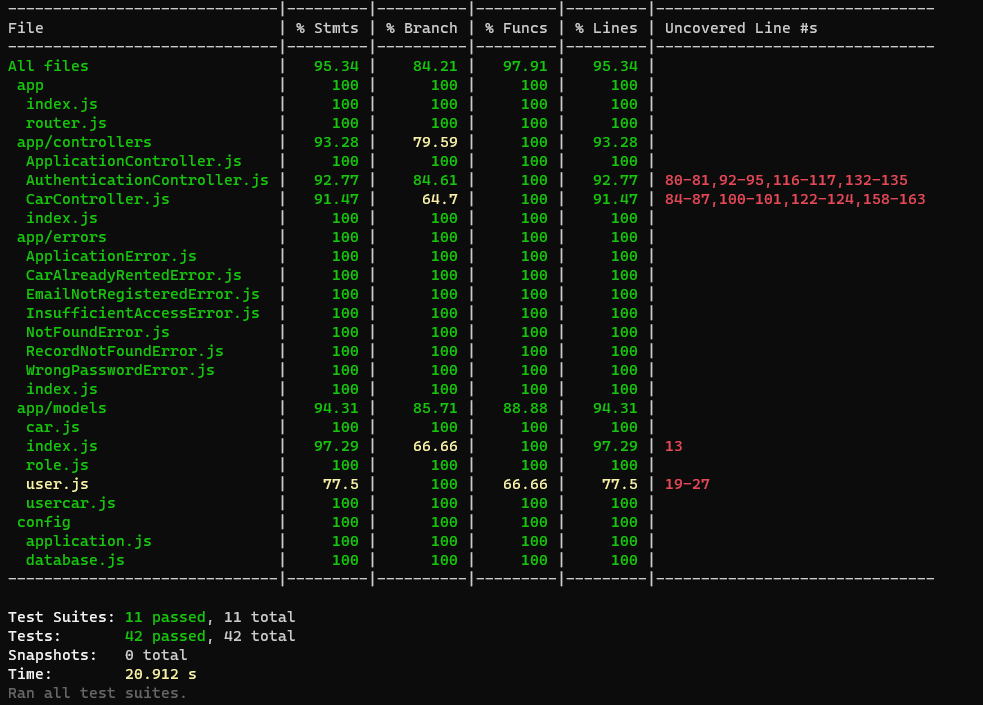 ----------------------------|---------|----------|---------|---------|-------------------------------
File                        | % Stmts | % Branch | % Funcs | % Lines | Uncovered Line #s
----------------------------|---------|----------|---------|---------|-------------------------------
All files                   |   95.34 |    84.21 |   97.91 |   95.34 |
 app                        |     100 |      100 |     100 |     100 |
  index.js                  |     100 |      100 |     100 |     100 |
  router.js                 |     100 |      100 |     100 |     100 |
 app/controllers            |   93.28 |    79.59 |     100 |   93.28 |
  ApplicationController.js  |     100 |      100 |     100 |     100 |
  AuthenticationController.js |   92.77 |    84.61 |     100 |   92.77 | 80-81,92-95,116-117,132-135
  CarController.js          |   91.47 |     64.7 |     100 |   91.47 | 84-87,100-101,122-124,158-163
  index.js                  |     100 |      100 |     100 |     100 |
 app/errors                 |     100 |      100 |     100 |     100 |
  ApplicationError.js       |     100 |      100 |     100 |     100 |
  CarAlreadyRentedError.js  |     100 |      100 |     100 |     100 |
  EmailNotRegisteredError.js |     100 |      100 |     100 |     100 |
  InsufficientAccessError.js |     100 |      100 |     100 |     100 |
  NotFoundError.js          |     100 |      100 |     100 |     100 |
  RecordNotFoundError.js    |     100 |      100 |     100 |     100 |
  WrongPasswordError.js     |     100 |      100 |     100 |     100 |
  index.js                  |     100 |      100 |     100 |     100 |
 app/models                 |   94.31 |    85.71 |   88.88 |   94.31 |
  car.js                    |     100 |      100 |     100 |     100 |
  index.js                  |   97.29 |    66.66 |     100 |   97.29 | 13
  role.js                   |     100 |      100 |     100 |     100 |
  user.js                   |    77.5 |      100 |   66.66 |    77.5 | 19-27
  usercar.js                |     100 |      100 |     100 |     100 |
 config                     |     100 |      100 |     100 |     100 |
  application.js            |     100 |      100 |     100 |     100 |
  database.js               |     100 |      100 |     100 |     100 |
----------------------------|---------|----------|---------|---------|-------------------------------
Test Suites: 11 passed, 11 total
Tests:       42 passed, 42 total
Snapshots:   0 total
Time:        20.912 s
Ran all test suites.